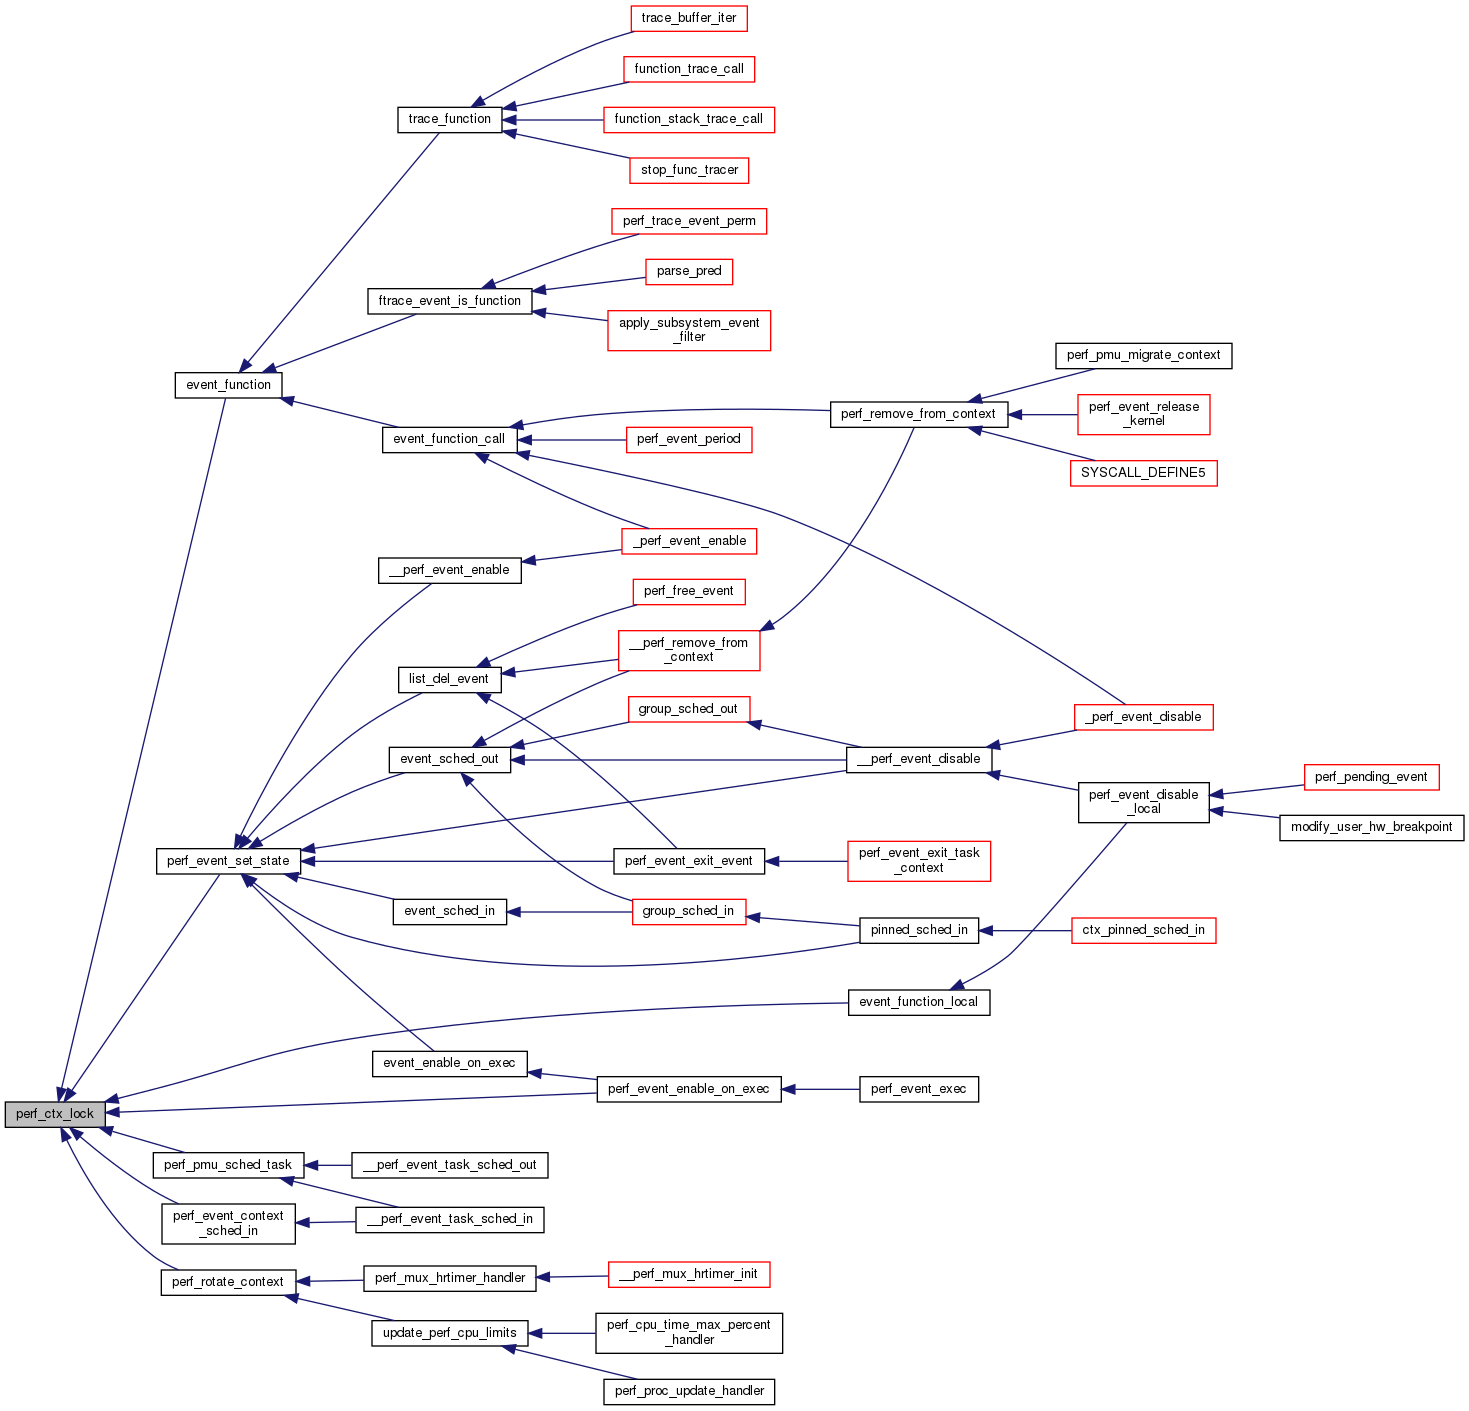 trace_buffer_iter
function_trace_call
trace_function
function_stack_trace_call
stop_func_tracer
perf_trace_event_perm
parse_pred
ftrace_event_is_function
apply_subsystem_event
_filter
perf_pmu_migrate_context
event_function
perf_remove_from_context
perf_event_release
_kernel
event_function_call
perf_event_period
SYSCALL_DEFINE5
_perf_event_enable
__perf_event_enable
perf_free_event
__perf_remove_from
_context
list_del_event
group_sched_out
_perf_event_disable
event_sched_out
__perf_event_disable
perf_pending_event
perf_event_disable
_local
modify_user_hw_breakpoint
perf_event_set_state
perf_event_exit_event
perf_event_exit_task
_context
event_sched_in
group_sched_in
pinned_sched_in
ctx_pinned_sched_in
event_function_local
event_enable_on_exec
perf_event_enable_on_exec
perf_event_exec
perf_ctx_lock
perf_pmu_sched_task
__perf_event_task_sched_out
perf_event_context
_sched_in
__perf_event_task_sched_in
perf_rotate_context
perf_mux_hrtimer_handler
__perf_mux_hrtimer_init
update_perf_cpu_limits
perf_cpu_time_max_percent
_handler
perf_proc_update_handler